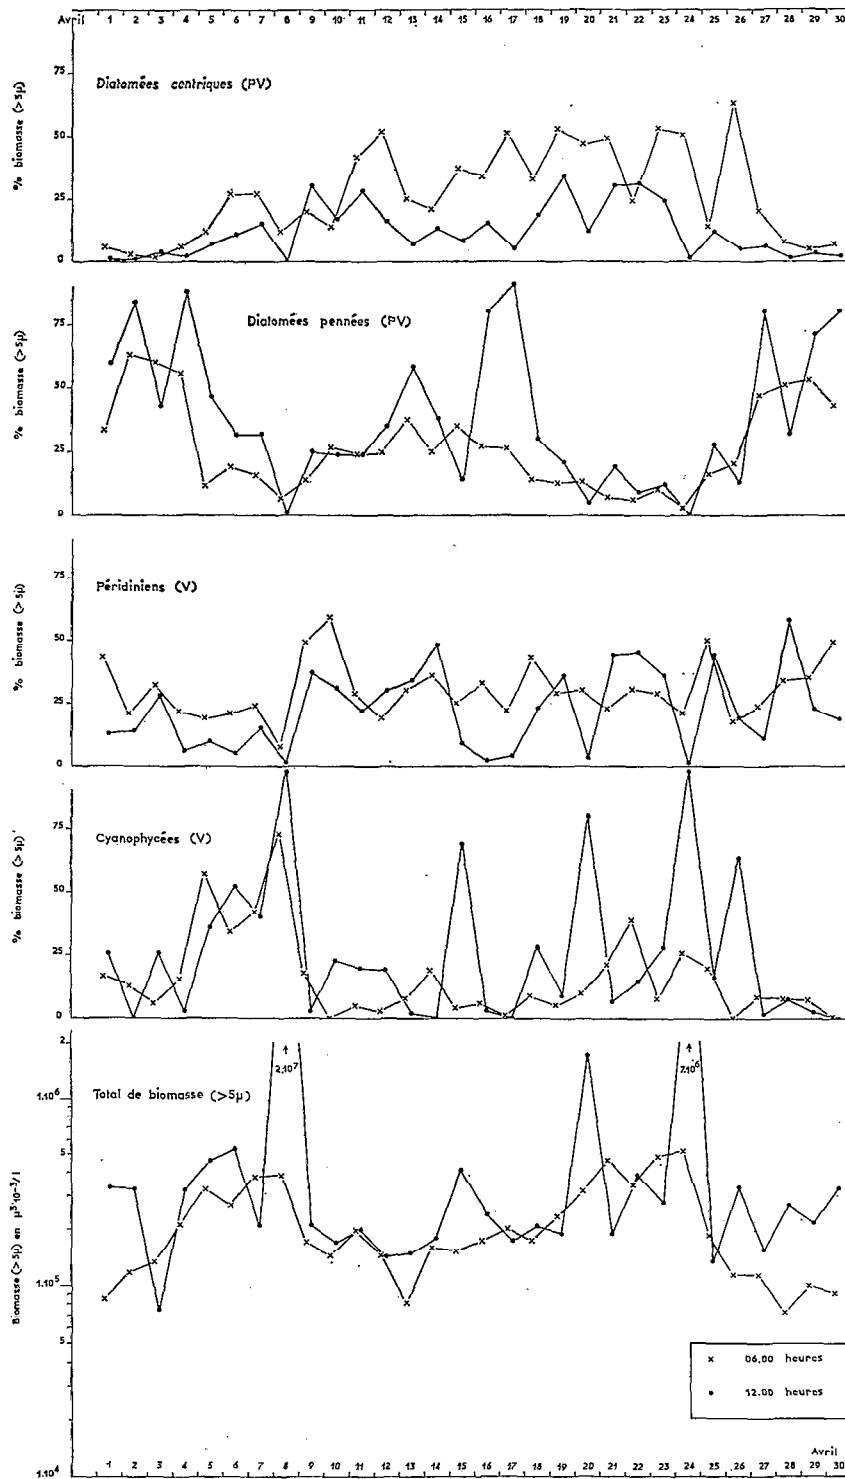 Avril 1 2 3 4 5 6 7 8 9 10 11 12 13 14 15 16 17 18 19 20 21 22 23 24 25 26 27 28 29 30
Diatomées centriques (PV)
% biomasse (>5µ)
75
50
25
0
Diatomées pennées (PV)
% biomasse (>5µ)
75
50
25
0
Péridiniens (V)
% biomasse (>5µ)
75
50
25
0
Cyanophycées (V)
% biomasse (>5µ)
75
50
25
0
Total de biomasse (>5µ)
Biomasse (>5µ) en µ³.10⁻³/l
2.
1.10⁶
5
2.
1.10⁵
5
1.10⁴
2.10⁷
7.10⁶
x 06.00 heures
• 12.00 heures
Avril
1 2 3 4 5 6 7 8 9 10 11 12 13 14 15 16 17 18 19 20 21 22 23 24 25 26 27 28 29 30